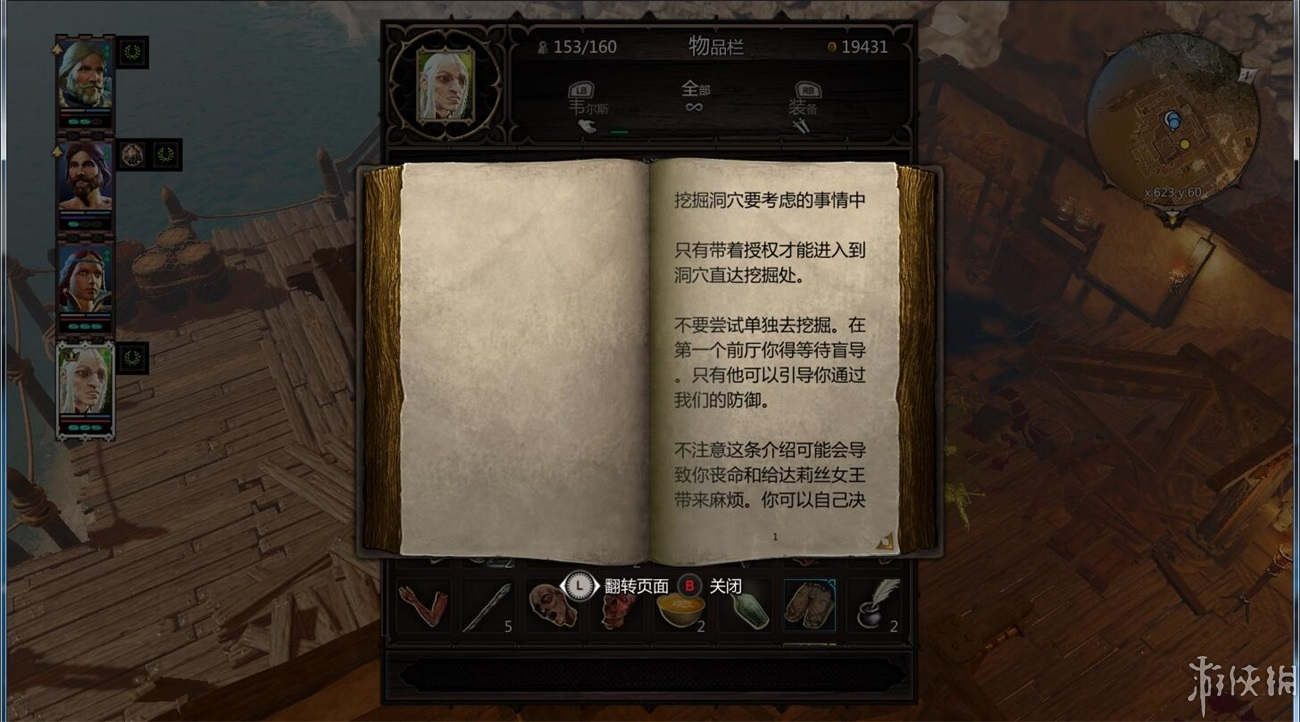 153/160
物品栏
19431
LB
全部
RB
韦尔斯
∞
装备
x:623 y:60
挖掘洞穴要考虑的事情中
只有带着授权才能进入到
洞穴直达挖掘处。
不要尝试单独去挖掘。在
第一个前厅你得等待盲导
。只有他可以引导你通过
我们的防御。
不注意这条介绍可能会导
致你丧命和给达莉丝女王
带来麻烦。你可以自己决
1
L 翻转页面 B 关闭
5
2
2
游侠网